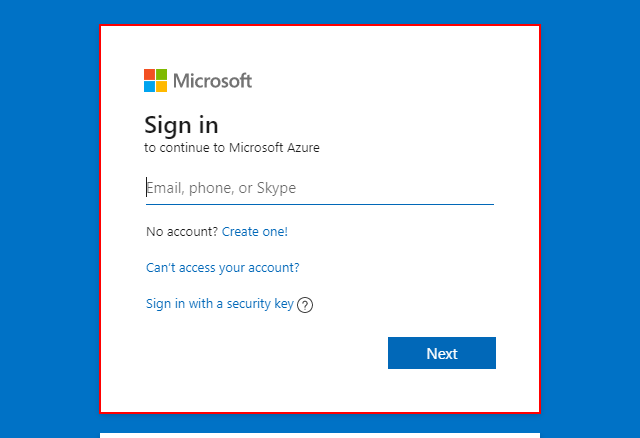 Microsoft
Sign in
to continue to Microsoft Azure
Email, phone, or Skype
No account? Create one!
Can't access your account?
Sign in with a security key ?
Next